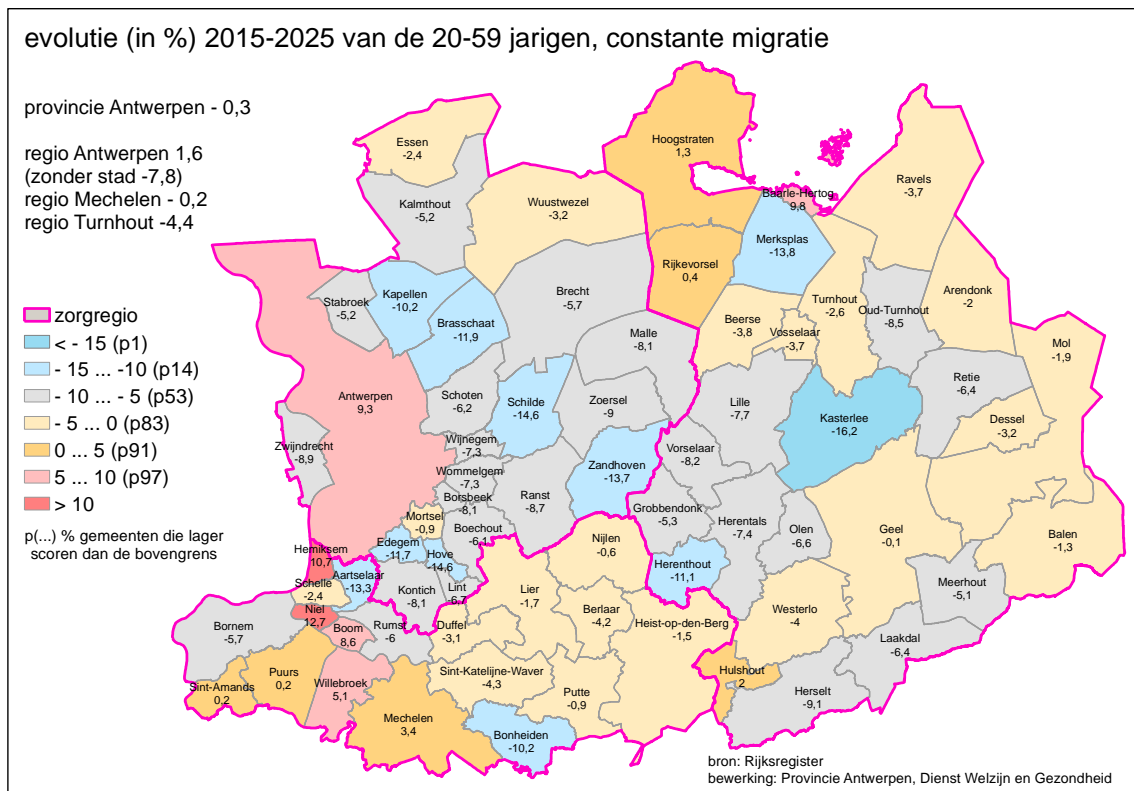 evolutie (in %) 2015-2025 van de 20-59 jarigen, constante migratie
provincie Antwerpen - 0,3
regio Antwerpen 1,6
(zonder stad -7,8)
regio Mechelen - 0,2
regio Turnhout -4,4
zorgregio
< - 15 (p1)
- 15 ... -10 (p14)
- 10 ... - 5 (p53)
- 5 ... 0 (p83)
0 ... 5 (p91)
5 ... 10 (p97)
> 10
p(...) % gemeenten die lager
scoren dan de bovengrens
Essen
-2,4
Hoogstraten
1,3
Ravels
-3,7
Kalmthout
-5,2
Wuustwezel
-3,2
Baarle-Hertog
9,8
Merksplas
-13,8
Rijkevorsel
0,4
Stabroek
-5,2
Kapellen
-10,2
Brecht
-5,7
Turnhout
-2,6
Oud-Turnhout
-8,5
Arendonk
-2
Brasschaat
-11,9
Beerse
-3,8
Vosselaar
-3,7
Malle
-8,1
Mol
-1,9
Antwerpen
9,3
Schoten
-6,2
Schilde
-14,6
Zoersel
-9
Lille
-7,7
Kasterlee
-16,2
Retie
-6,4
Dessel
-3,2
Zwijndrecht
-8,9
Wijnegem
-7,3
Vorselaar
-8,2
Wommelgem
-7,3
Zandhoven
-13,7
Borsbeek
-8,1
Ranst
-8,7
Grobbendonk
-5,3
Herentals
-7,4
Olen
-6,6
Geel
-0,1
Balen
-1,3
Mortsel
-0,9
Boechout
-6,1
Nijlen
-0,6
Edegem
-11,7
Hove
-14,6
Hemiksem
10,7
Aartselaar
-13,3
Herenthout
-11,1
Schelle
-2,4
Kontich
-8,1
Lint
-6,7
Lier
-1,7
Meerhout
-5,1
Niel
12,7
Berlaar
-4,2
Westerlo
-4
Bornem
-5,7
Boom
8,6
Rumst
-6
Duffel
-3,1
Heist-op-den-Berg
-1,5
Laakdal
-6,4
Puurs
0,2
Sint-Katelijne-Waver
-4,3
Hulshout
2
Sint-Amands
0,2
Willebroek
5,1
Putte
-0,9
Herselt
-9,1
Mechelen
3,4
Bonheiden
-10,2
bron: Rijksregister
bewerking: Provincie Antwerpen, Dienst Welzijn en Gezondheid